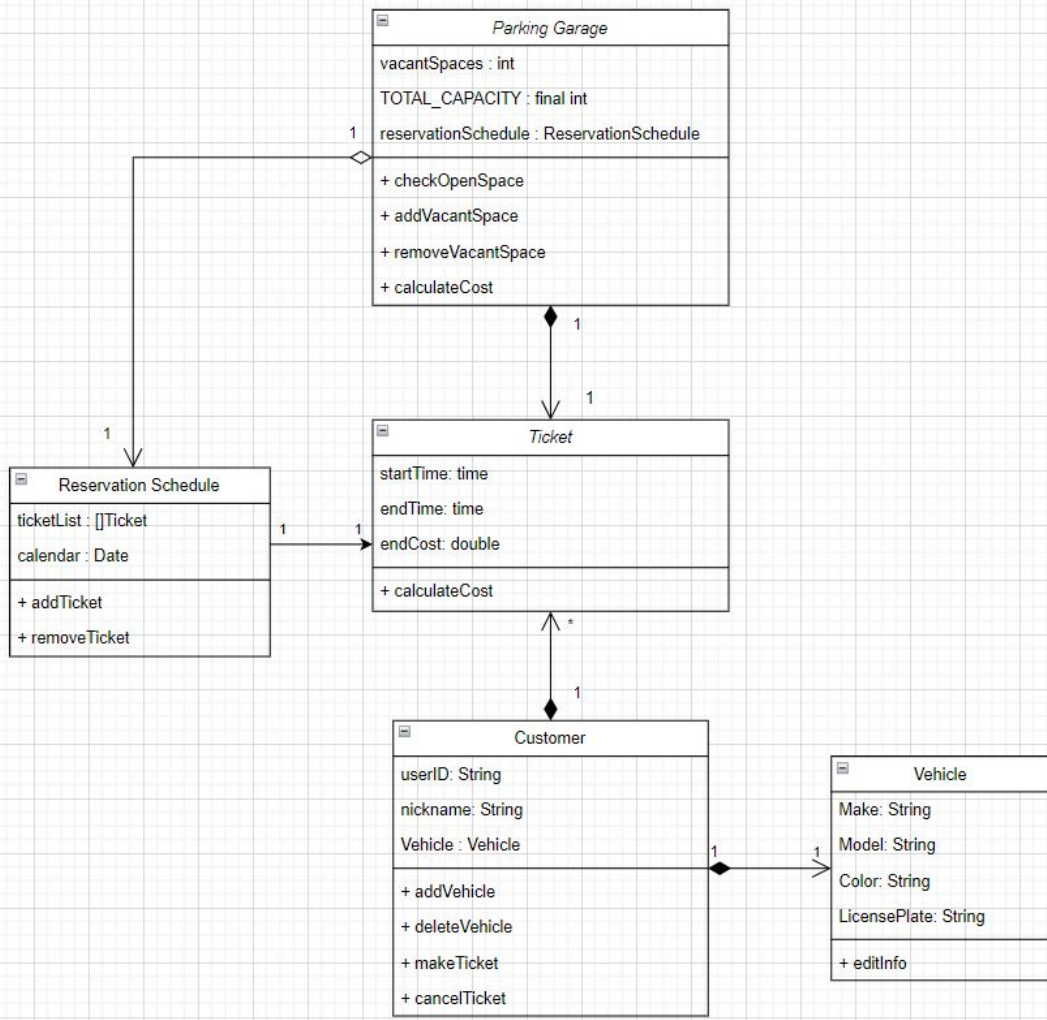 Parking Garage
vacantSpaces : int
TOTAL_CAPACITY : final int
1
reservationSchedule : ReservationSchedule
+ checkOpenSpace
+ addVacantSpace
+ removeVacantSpace
+ calculateCost
1
1
1
Ticket
startTime: time
endTime: time
endCost: double
+ calculateCost
Reservation Schedule
ticketList : []Ticket
calendar : Date
+ addTicket
+ removeTicket
1
1
*
1
Customer
userID: String
nickname: String
Vehicle : Vehicle
+ addVehicle
+ deleteVehicle
+ makeTicket
+ cancelTicket
1
1
Vehicle
Make: String
Model: String
Color: String
LicensePlate: String
+ editInfo